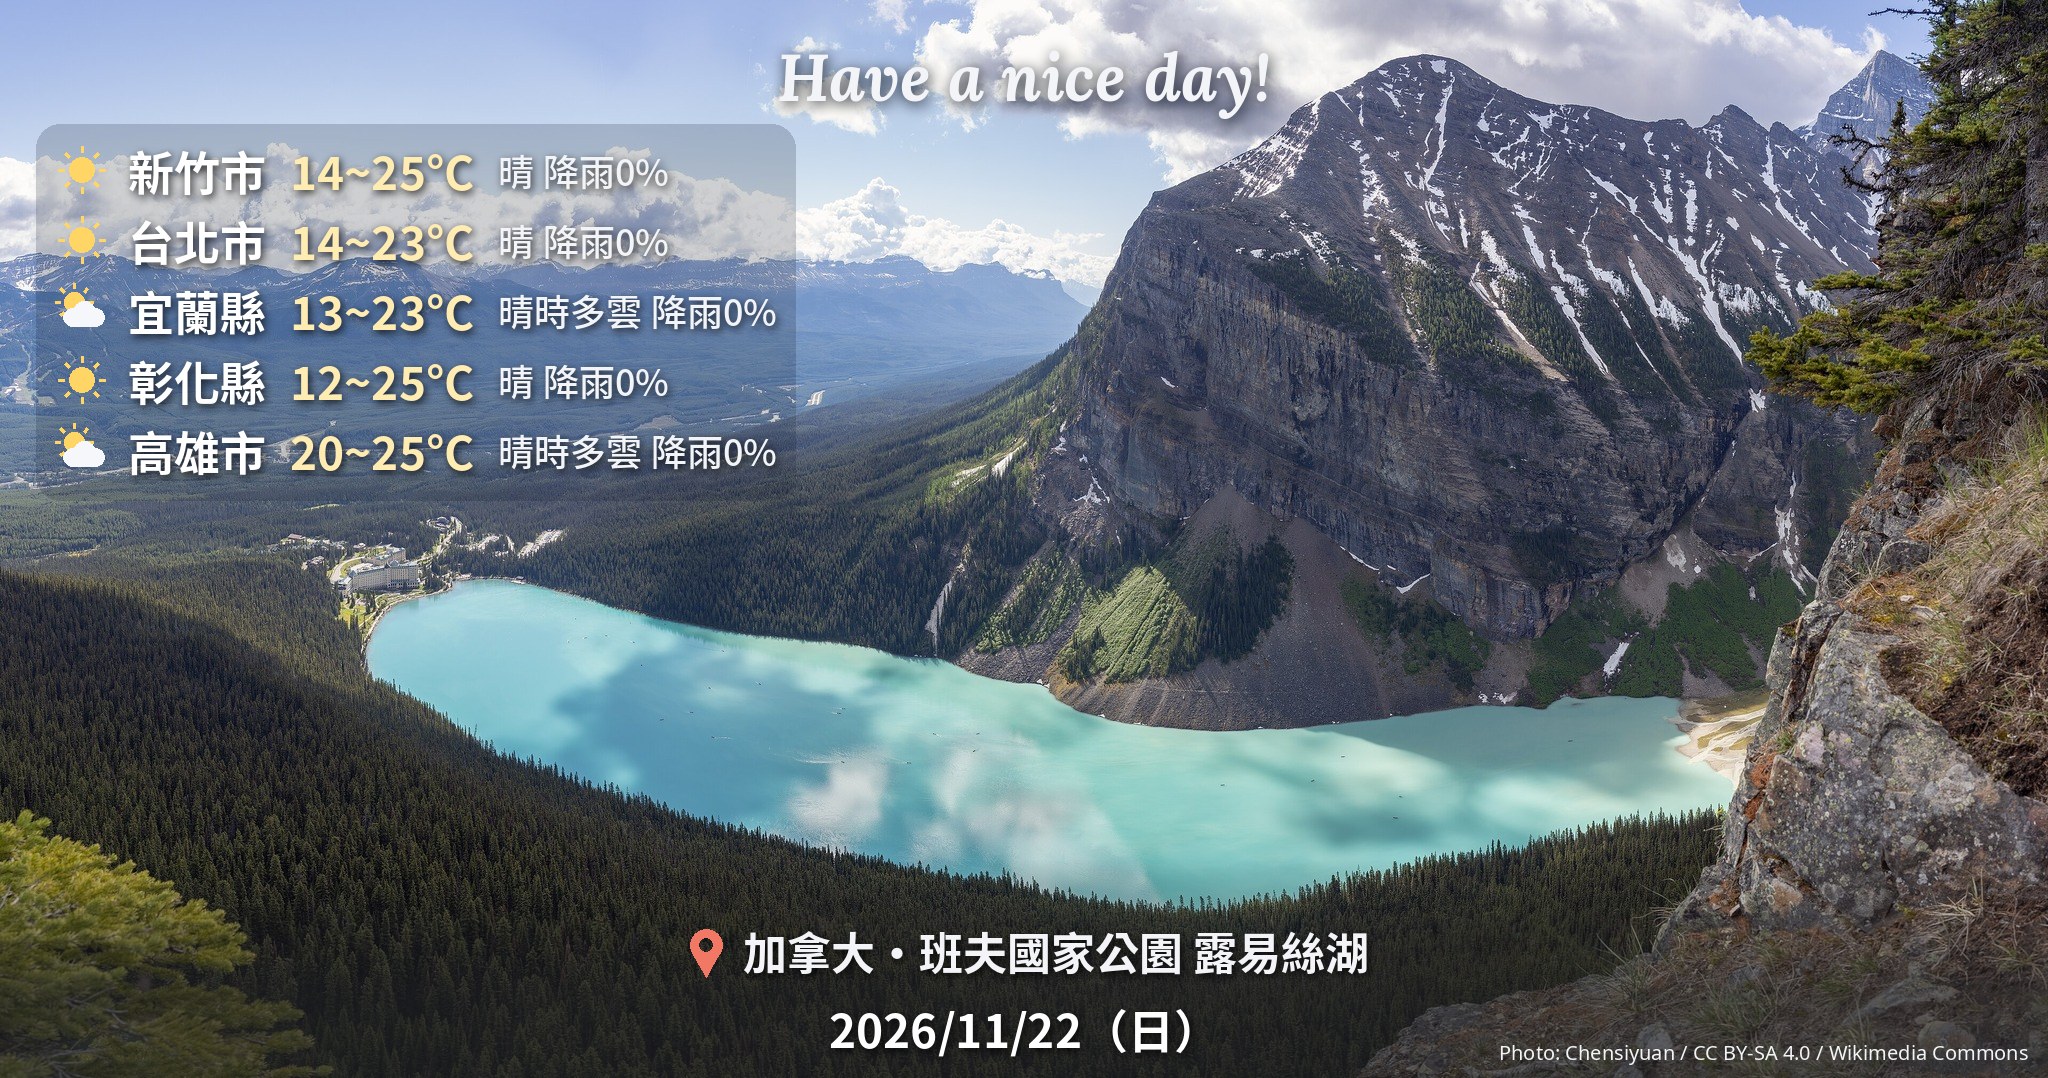 Have a nice day!
新竹市 14~25°C 晴 降雨0%
台北市 14~23°C 晴 降雨0%
宜蘭縣 13~23°C 晴時多雲 降雨0%
彰化縣 12~25°C 晴 降雨0%
高雄市 20~25°C 晴時多雲 降雨0%
加拿大・班夫國家公園 露易絲湖
2026/11/22（日）
Photo: Chensiyuan / CC BY-SA 4.0 / Wikimedia Commons